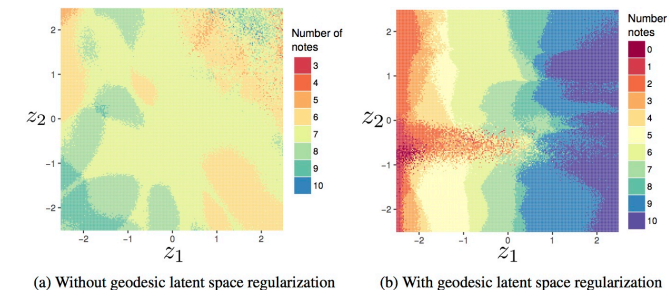 Number of
notes
3
4
5
6
7
8
9
10
2
1
0
−1
−2
z2
−2 −1 0 1 2
z1
(a) Without geodesic latent space regularization
Number
notes
0
1
2
3
4
5
6
7
8
9
10
2
1
0
−1
−2
z2
−2 −1 0 1 2
z1
(b) With geodesic latent space regularization